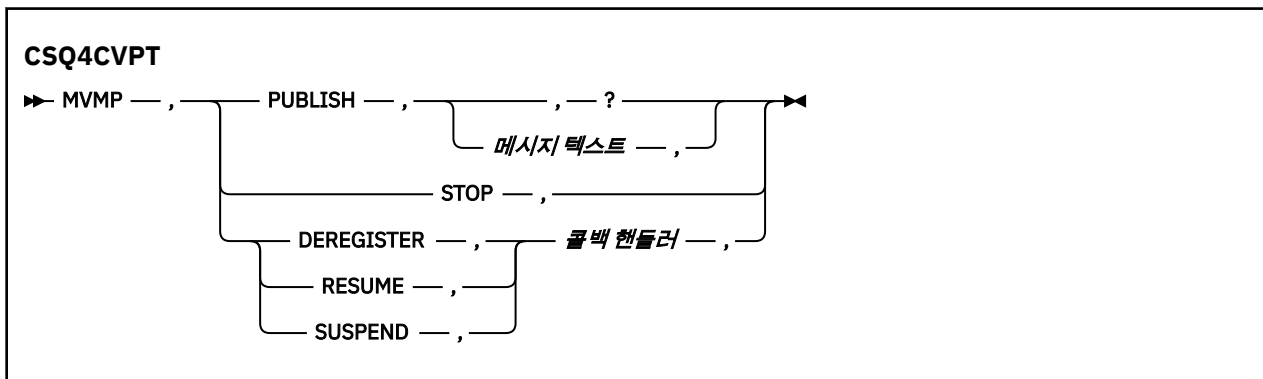 CSQ4CVPT
MVMP , PUBLISH , , ?
메시지 텍스트 ,
STOP ,
DEREGISTER , 콜백 핸들러 ,
RESUME ,
SUSPEND ,